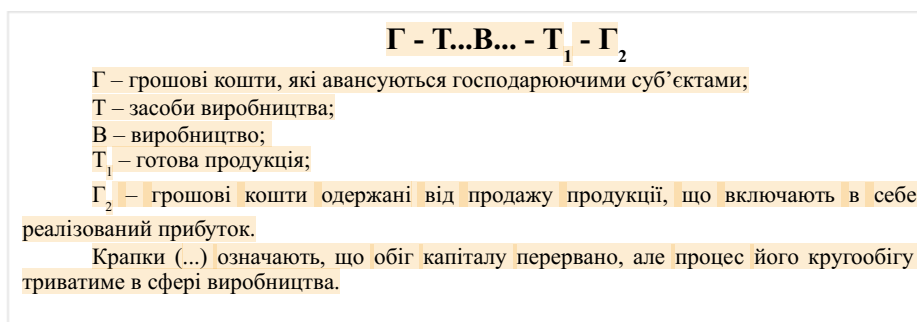 Г - Т...В... - Т₁ - Г₂
Г – грошові кошти, які авансуються господарюючими суб’єктами;
Т – засоби виробництва;
В – виробництво;
Т₁ – готова продукція;
Г₂ – грошові кошти одержані від продажу продукції, що включають в себе
реалізований прибуток.
Крапки (...) означають, що обіг капіталу перервано, але процес його кругообігу
триватиме в сфері виробництва.